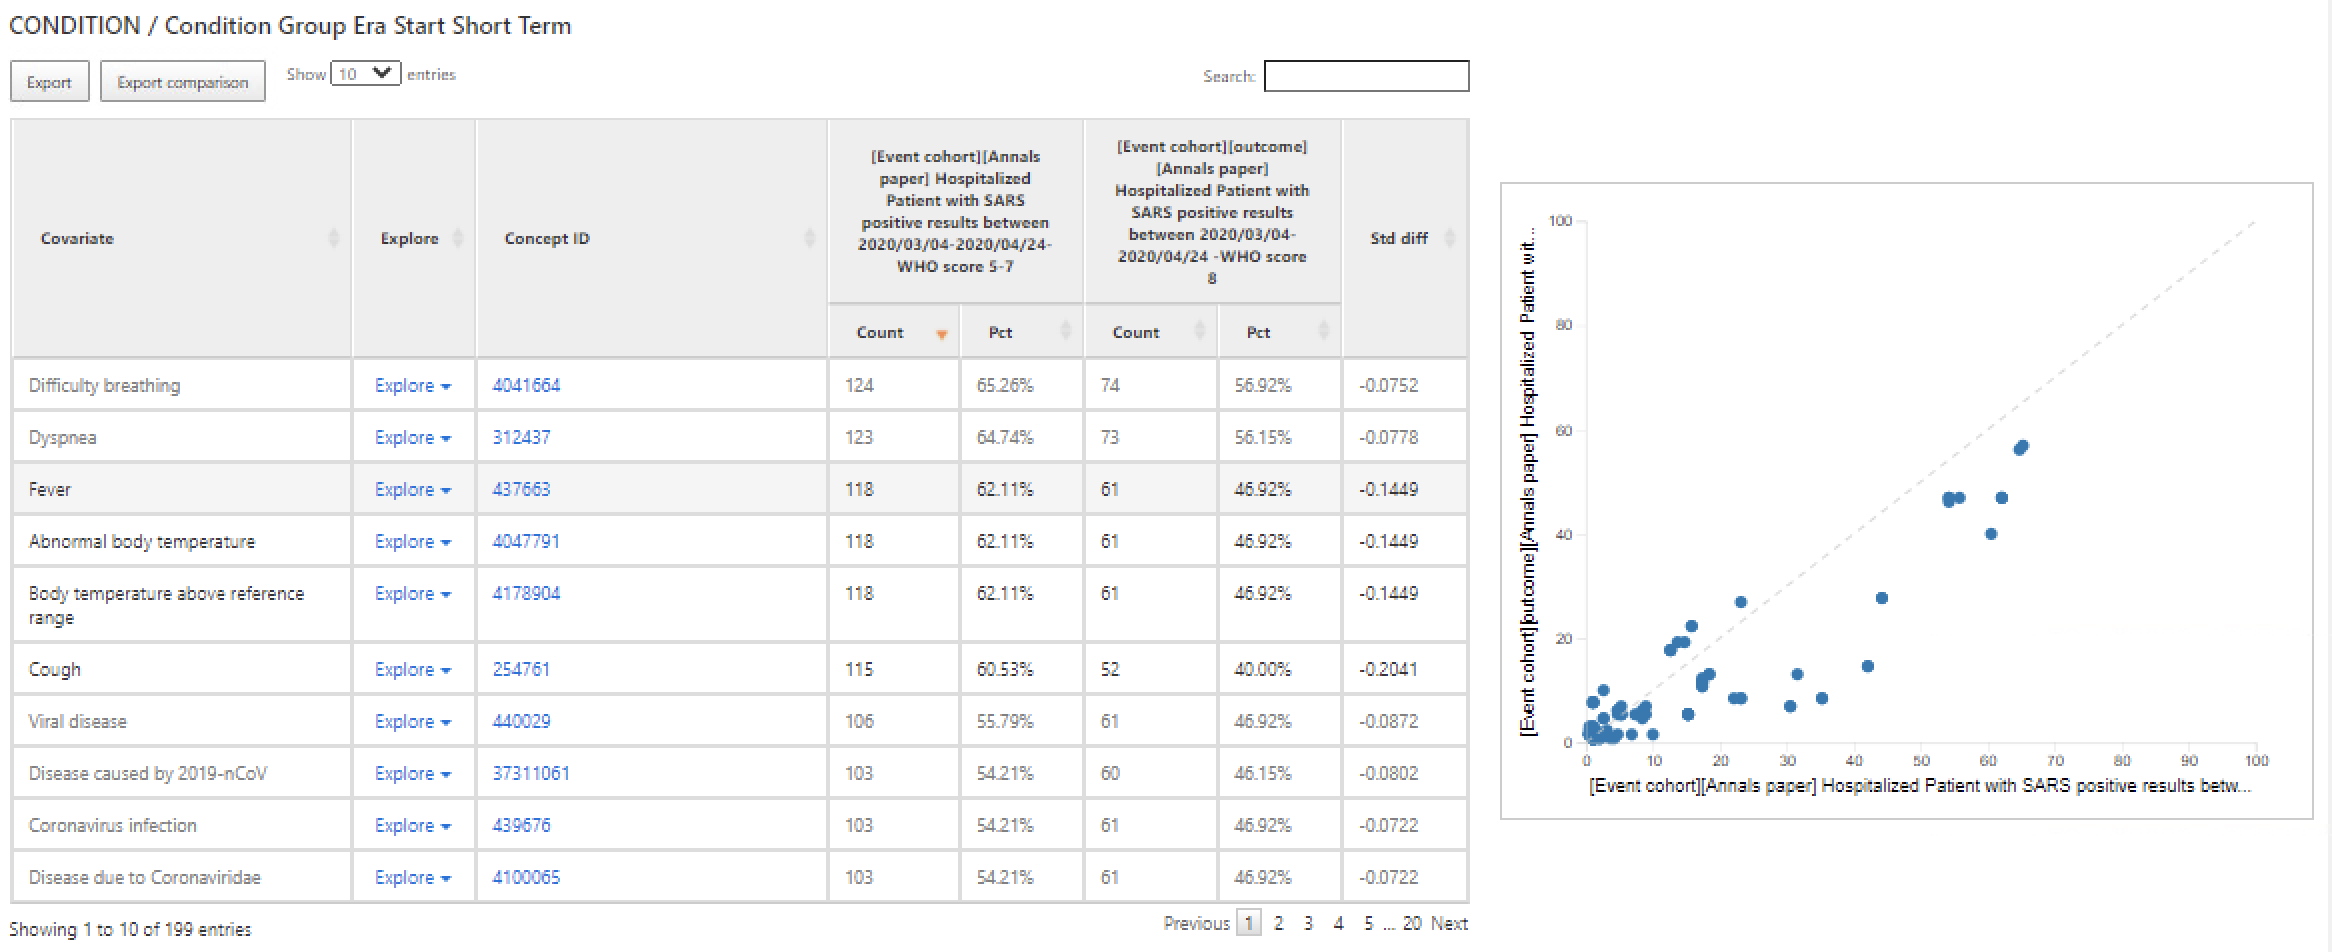 CONDITION / Condition Group Era Start Short Term
Export Export comparison Show 10 entries Search:
Covariate Explore Concept ID
[Event cohort][Annals
paper] Hospitalized
Patient with SARS
positive results between
2020/03/04-2020/04/24-
WHO score 5-7
[Event cohort][outcome]
[Annals paper]
Hospitalized Patient with
SARS positive results
between 2020/03/04-
2020/04/24 -WHO score
8
Std diff
Count Pct Count Pct
Difficulty breathing Explore 4041664 124 65.26% 74 56.92% -0.0752
Dyspnea Explore 312437 123 64.74% 73 56.15% -0.0778
Fever Explore 437663 118 62.11% 61 46.92% -0.1449
Abnormal body temperature Explore 4047791 118 62.11% 61 46.92% -0.1449
Body temperature above reference Explore 4178904 118 62.11% 61 46.92% -0.1449
range
Cough Explore 254761 115 60.53% 52 40.00% -0.2041
Viral disease Explore 440029 106 55.79% 61 46.92% -0.0872
Disease caused by 2019-nCoV Explore 37311061 103 54.21% 60 46.15% -0.0802
Coronavirus infection Explore 439676 103 54.21% 61 46.92% -0.0722
Disease due to Coronaviridae Explore 4100065 103 54.21% 61 46.92% -0.0722
Showing 1 to 10 of 199 entries Previous 1 2 3 4 5 ... 20 Next
[Event cohort][outcome][Annals paper] Hospitalized Patient wit...
100
80
60
40
20
0
0 10 20 30 40 50 60 70 80 90 100
[Event cohort][Annals paper] Hospitalized Patient with SARS positive results betw...